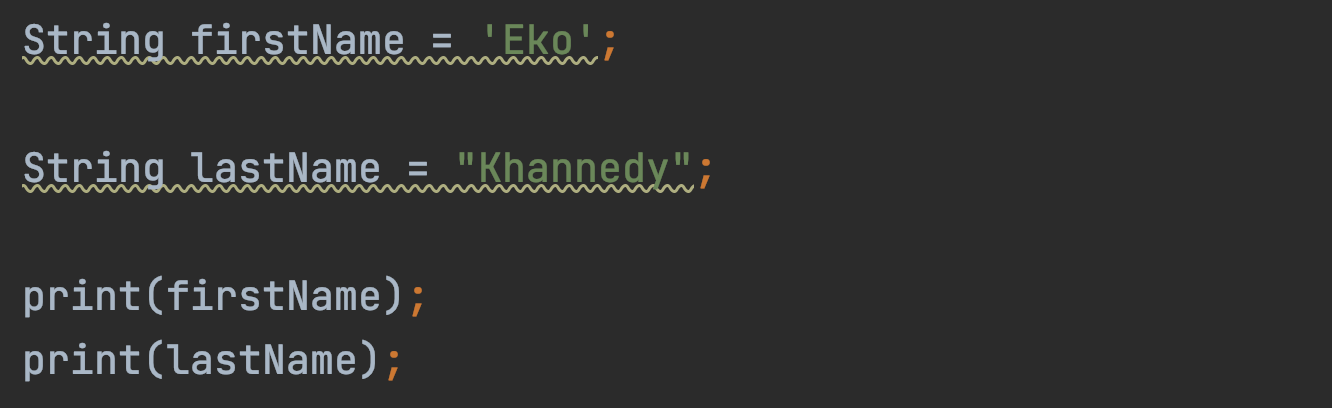 String firstName = 'Eko';
String lastName = "Khannedy";
print(firstName);
print(lastName);